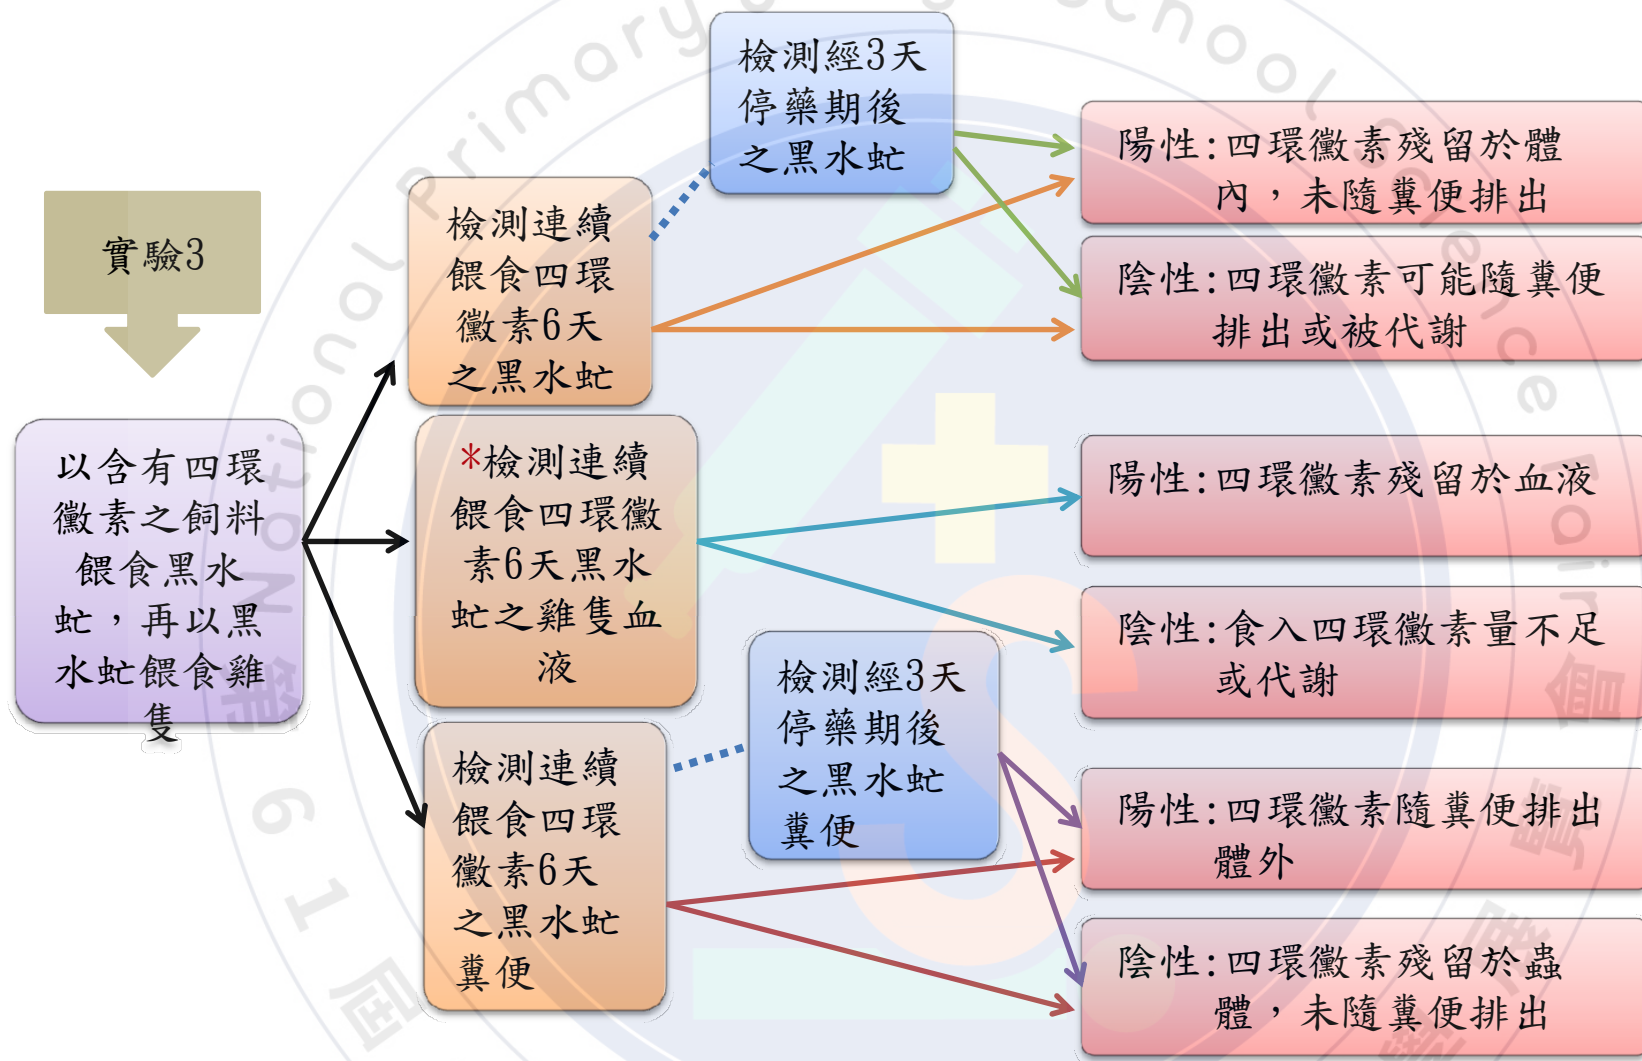 實驗3
以含有四環
黴素之飼料
餵食黑水
虻，再以黑
水虻餵食雞
隻
檢測連續
餵食四環
黴素6天
之黑水虻
檢測經3天
停藥期後
之黑水虻
陽性:四環黴素殘留於體
內，未隨糞便排出
陰性:四環黴素可能隨糞便
排出或被代謝
*檢測連續
餵食四環黴
素6天黑水
虻之雞隻血
液
陽性:四環黴素殘留於血液
陰性:食入四環黴素量不足
或代謝
檢測連續
餵食四環
黴素6天
之黑水虻
糞便
檢測經3天
停藥期後
之黑水虻
糞便
陽性:四環黴素隨糞便排出
體外
陰性:四環黴素殘留於蟲
體，未隨糞便排出
National Primary
School Science Fair
第61屆